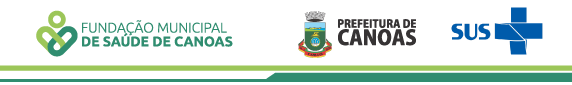 FUNDAÇÃO MUNICIPAL
DE SAÚDE DE CANOAS
PREFEITURA DE
CANOAS
SUS